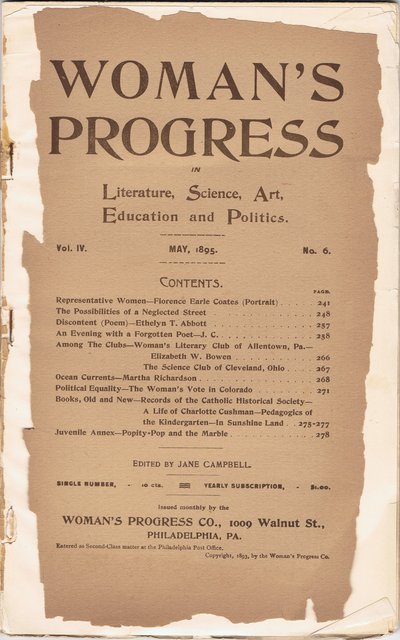 WOMAN'S
PROGRESS
IN
Literature, Science, Art,
Education and Politics.
Vol. IV. MAY, 1895. No. 6.
CONTENTS.
PAGE.
Representative Women—Florence Earle Coates (Portrait) . . . . . 241
The Possibilities of a Neglected Street . . . . . . . . . . 248
Discontent (Poem)—Ethelyn T. Abbott . . . . . . . . . . 257
An Evening with a Forgotten Poet—J. C. . . . . . . . . . 258
Among The Clubs—Woman's Literary Club of Allentown, Pa.—
Elizabeth W. Bowen . . . . . . . . 266
The Science Club of Cleveland, Ohio . . . 267
Ocean Currents—Martha Richardson . . . . . . . . . . 268
Political Equality—The Woman's Vote in Colorado . . . . . . . 271
Books, Old and New—Records of the Catholic Historical Society—
A Life of Charlotte Cushman—Pedagogics of
the Kindergarten—In Sunshine Land . . 275-277
Juvenile Annex—Popity-Pop and the Marble . . . . . . . . 278
EDITED BY JANE CAMPBELL.
SINGLE NUMBER, - 10 cts. YEARLY SUBSCRIPTION, - $1.00.
Issued monthly by the
WOMAN'S PROGRESS CO., 1009 Walnut St.,
PHILADELPHIA, PA.
Entered as Second-Class matter at the Philadelphia Post Office.
Copyright, 1893, by the Woman's Progress Co.